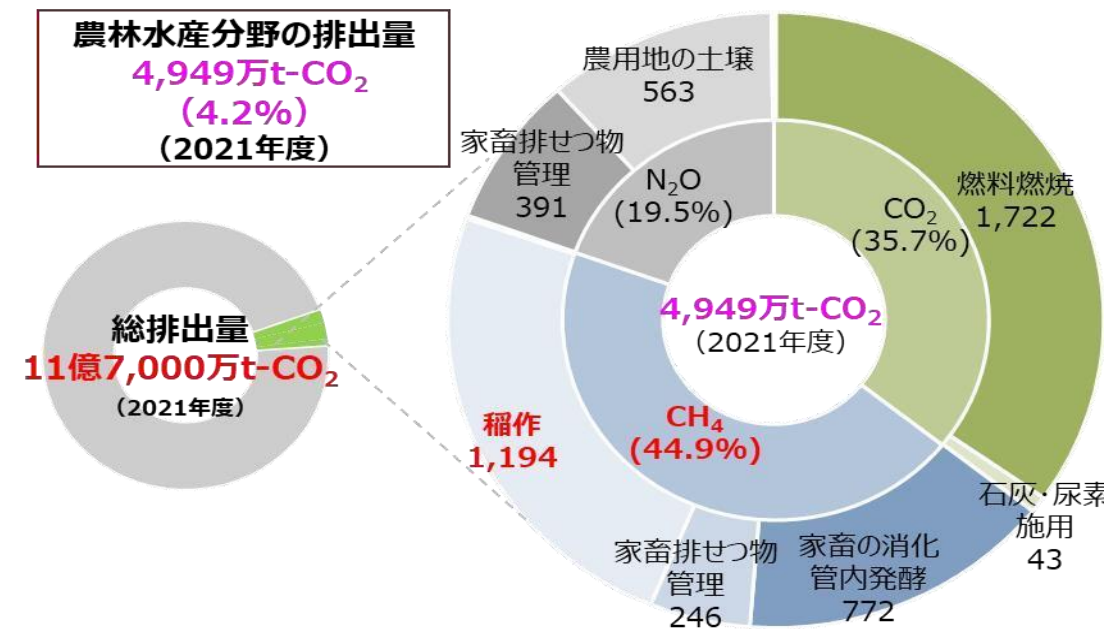 農林水産分野の排出量
4,949万t-CO₂
(4.2%)
(2021年度)
総排出量
11億7,000万t-CO₂
(2021年度)
農用地の土壌
563
家畜排せつ物
管理
391
N₂O
(19.5%)
CO₂
(35.7%)
燃料燃焼
1,722
4,949万t-CO₂
(2021年度)
稲作
1,194
CH₄
(44.9%)
石灰・尿素
施用
43
家畜排せつ物
管理
246
家畜の消化
管内発酵
772